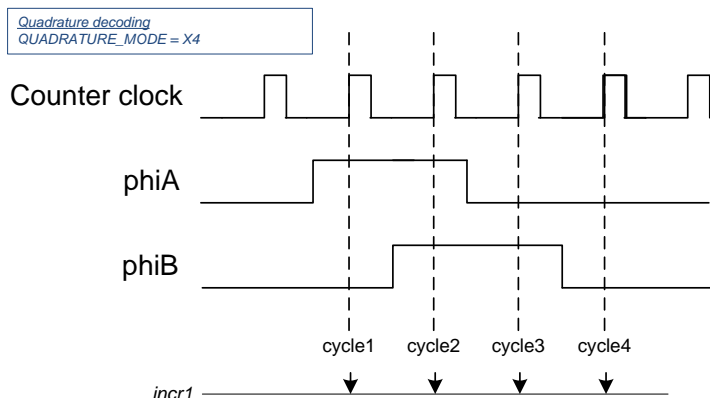 Quadrature decoding
QUADRATURE_MODE = X4
Counter clock
phiA
phiB
cycle1 cycle2 cycle3 cycle4
incr1